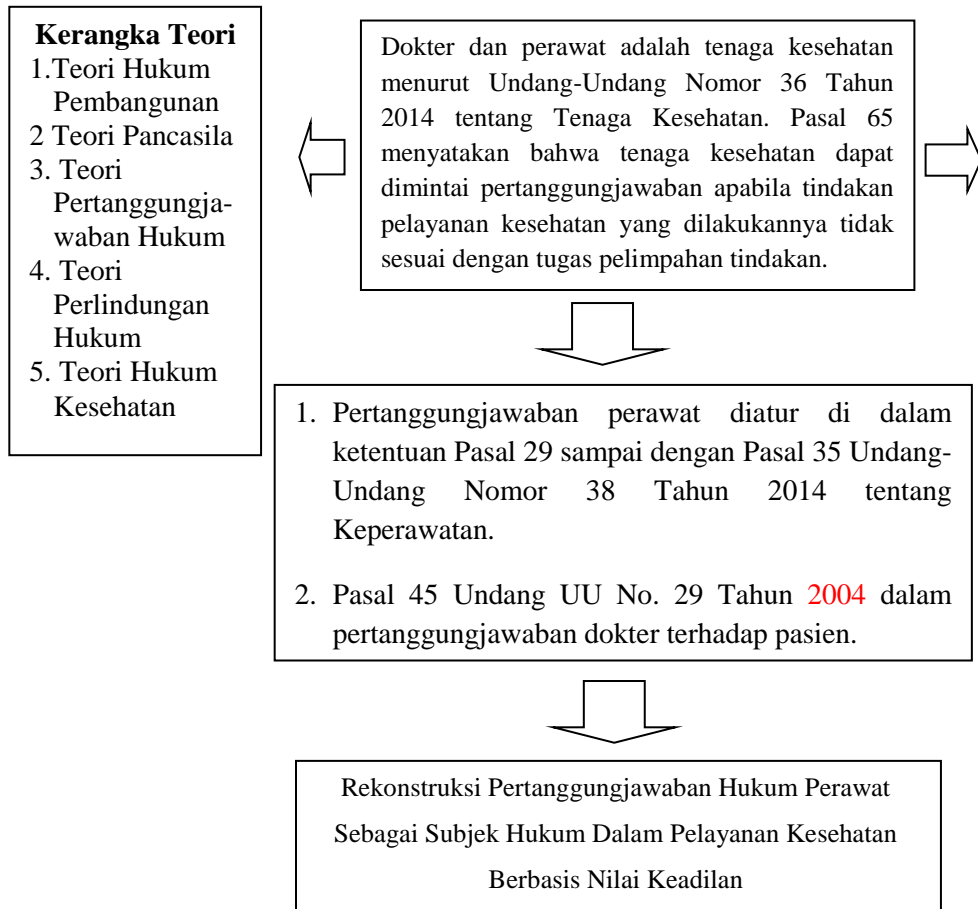 Kerangka Teori
1.Teori Hukum
Pembangunan
2 Teori Pancasila
3. Teori
Pertanggungja-
waban Hukum
4. Teori
Perlindungan
Hukum
5. Teori Hukum
Kesehatan
Dokter dan perawat adalah tenaga kesehatan
menurut Undang-Undang Nomor 36 Tahun
2014 tentang Tenaga Kesehatan. Pasal 65
menyatakan bahwa tenaga kesehatan dapat
dimintai pertanggungjawaban apabila tindakan
pelayanan kesehatan yang dilakukannya tidak
sesuai dengan tugas pelimpahan tindakan.
1. Pertanggungjawaban perawat diatur di dalam
ketentuan Pasal 29 sampai dengan Pasal 35 Undang-
Undang Nomor 38 Tahun 2014 tentang
Keperawatan.
2. Pasal 45 Undang UU No. 29 Tahun 2004 dalam
pertanggungjawaban dokter terhadap pasien.
Rekonstruksi Pertanggungjawaban Hukum Perawat
Sebagai Subjek Hukum Dalam Pelayanan Kesehatan
Berbasis Nilai Keadilan